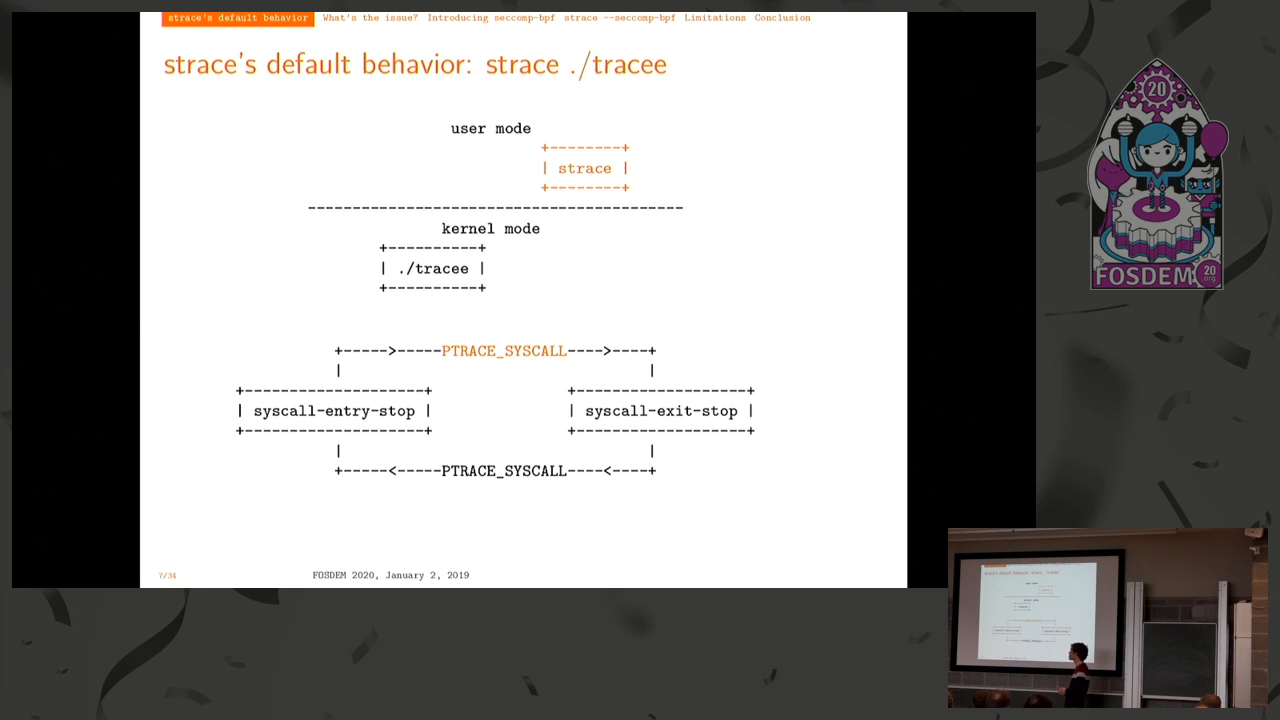 strace's default behavior What's the issue? Introducing seccomp-bpf strace --seccomp-bpf Limitations Conclusion
strace's default behavior: strace ./tracee
user mode
+--------+
| strace |
+--------+
------------------------------------------
kernel mode
+----------+
| ./tracee |
+----------+
+----->-----PTRACE_SYSCALL---->----+
| |
+--------------------+ +-------------------+
| syscall-entry-stop | | syscall-exit-stop |
+--------------------+ +-------------------+
| |
+-----<-----PTRACE_SYSCALL----<----+
7/34 FOSDEM 2020, January 2, 2019
20
FOSDEM
20
.org